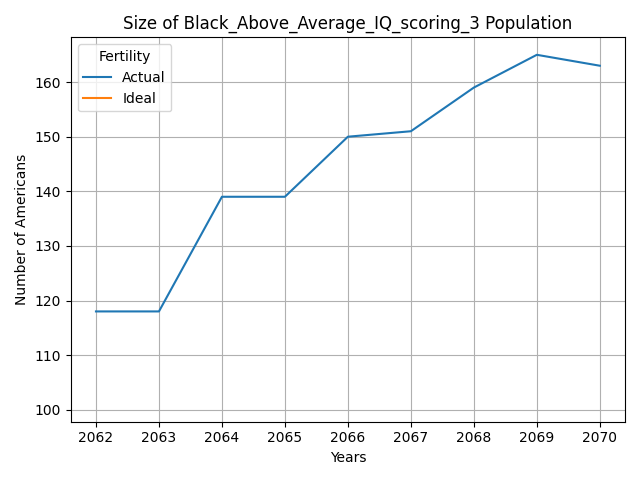 Size of Black_Above_Average_IQ_scoring_3 Population
Fertility
Actual
Ideal
Number of Americans
160
150
140
130
120
110
100
2062 2063 2064 2065 2066 2067 2068 2069 2070
Years